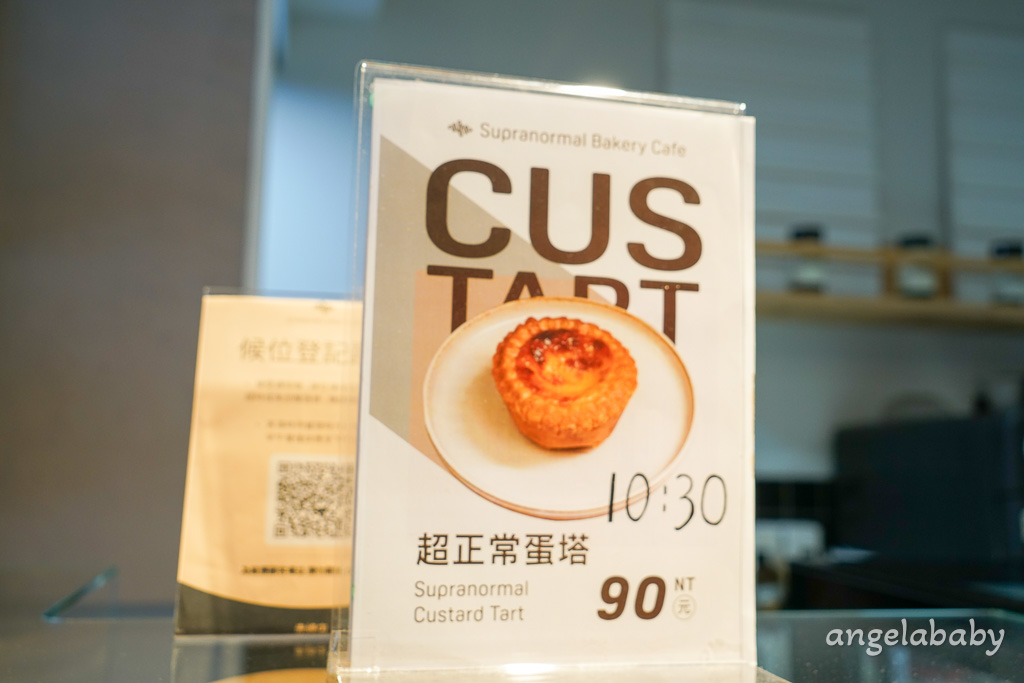 Supranormal Bakery Cafe
CUS
TART
10:30
超正常蛋塔
Supranormal
Custard Tart
90 NT
元
候位登記
angelababy